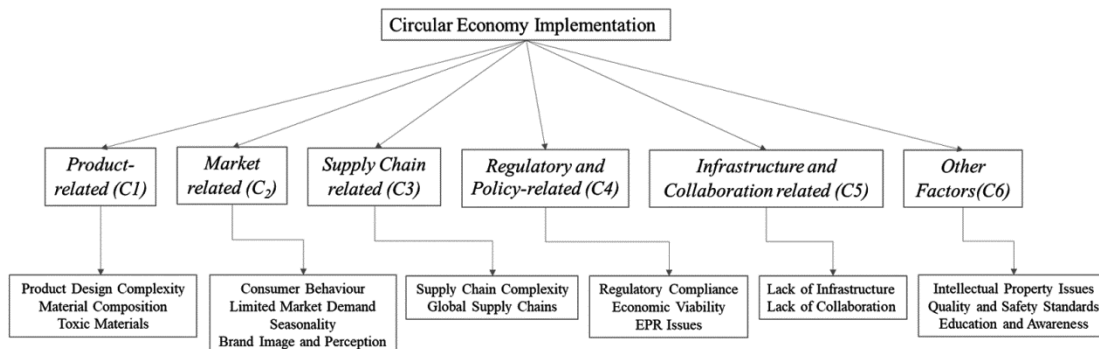 Circular Economy Implementation
Product-
related (C1)
Market
related (C₂)
Supply Chain
related (C3)
Regulatory and
Policy-related (C4)
Infrastructure and
Collaboration related (C5)
Other
Factors(C6)
Product Design Complexity
Material Composition
Toxic Materials
Consumer Behaviour
Limited Market Demand
Seasonality
Brand Image and Perception
Supply Chain Complexity
Global Supply Chains
Regulatory Compliance
Economic Viability
EPR Issues
Lack of Infrastructure
Lack of Collaboration
Intellectual Property Issues
Quality and Safety Standards
Education and Awareness